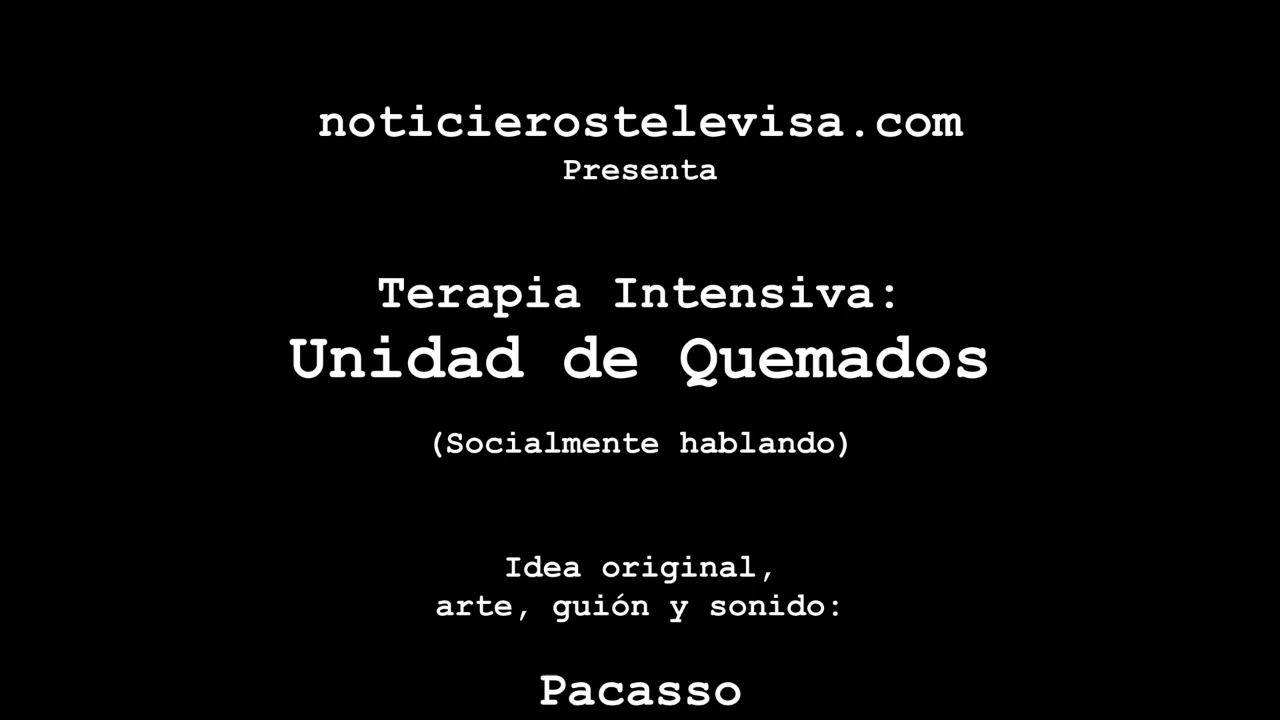 noticierostelevisa.com
Presenta
Terapia Intensiva:
Unidad de Quemados
(Socialmente hablando)
Idea original,
arte, guión y sonido:
Pacasso